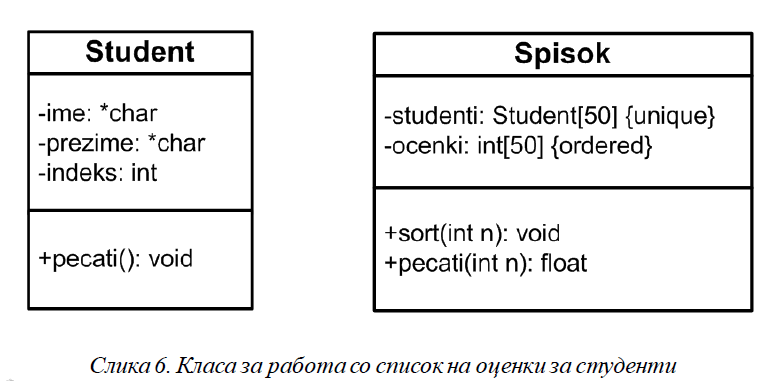 Student
-ime: *char
-prezime: *char
-indeks: int
+pecati(): void
Spisok
-studenti: Student[50] {unique}
-ocenki: int[50] {ordered}
+sort(int n): void
+pecati(int n): float
Слика 6. Класа за работа со список на оценки за студенти